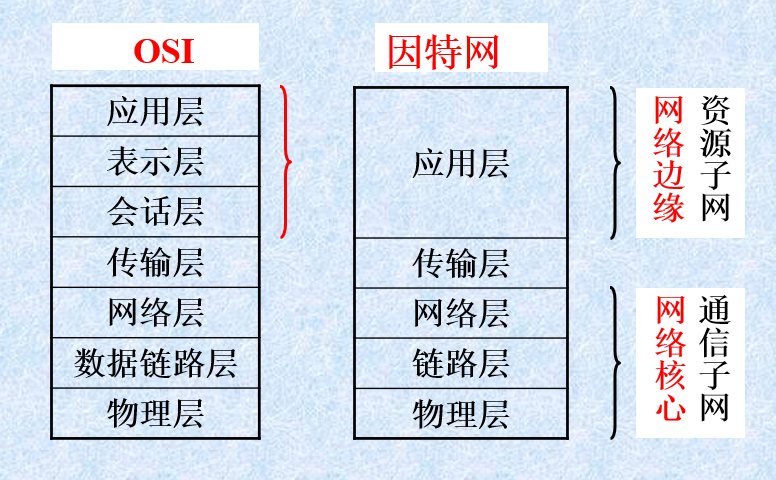 OSI
应用层
表示层
会话层
传输层
网络层
数据链路层
物理层
因特网
应用层
传输层
网络层
链路层
物理层
网络边缘
资源子网
网络核心
通信子网